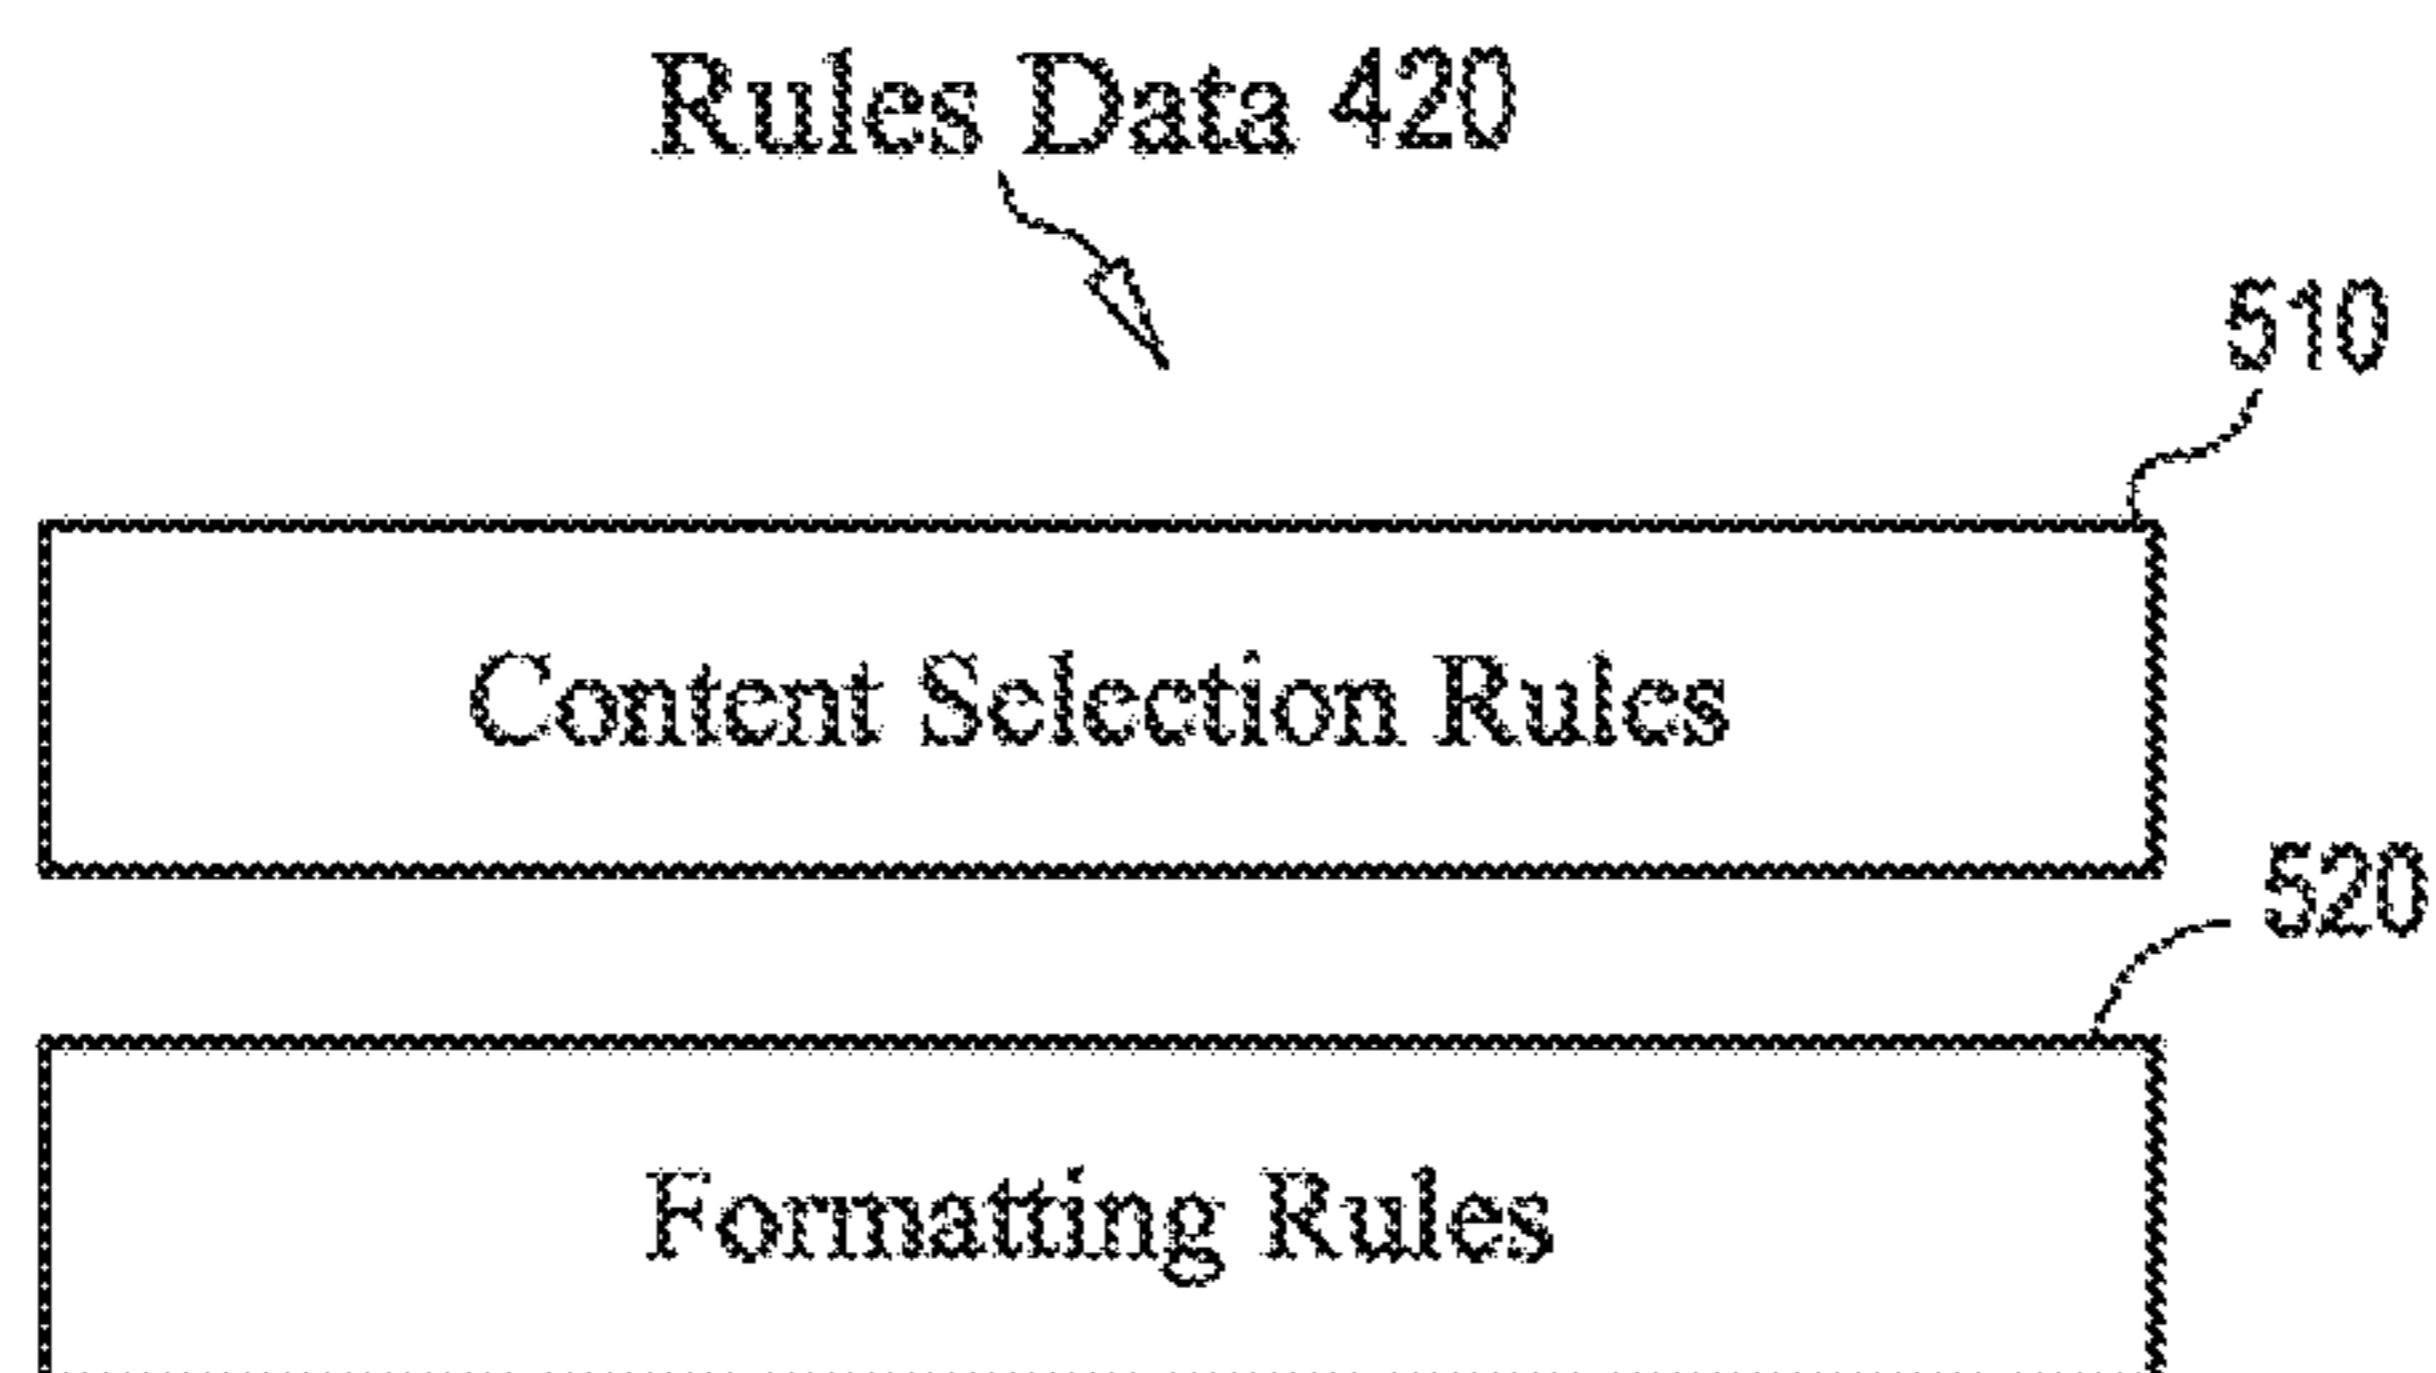 Rules Data 420
510
Content Selection Rules
520
Formatting Rules